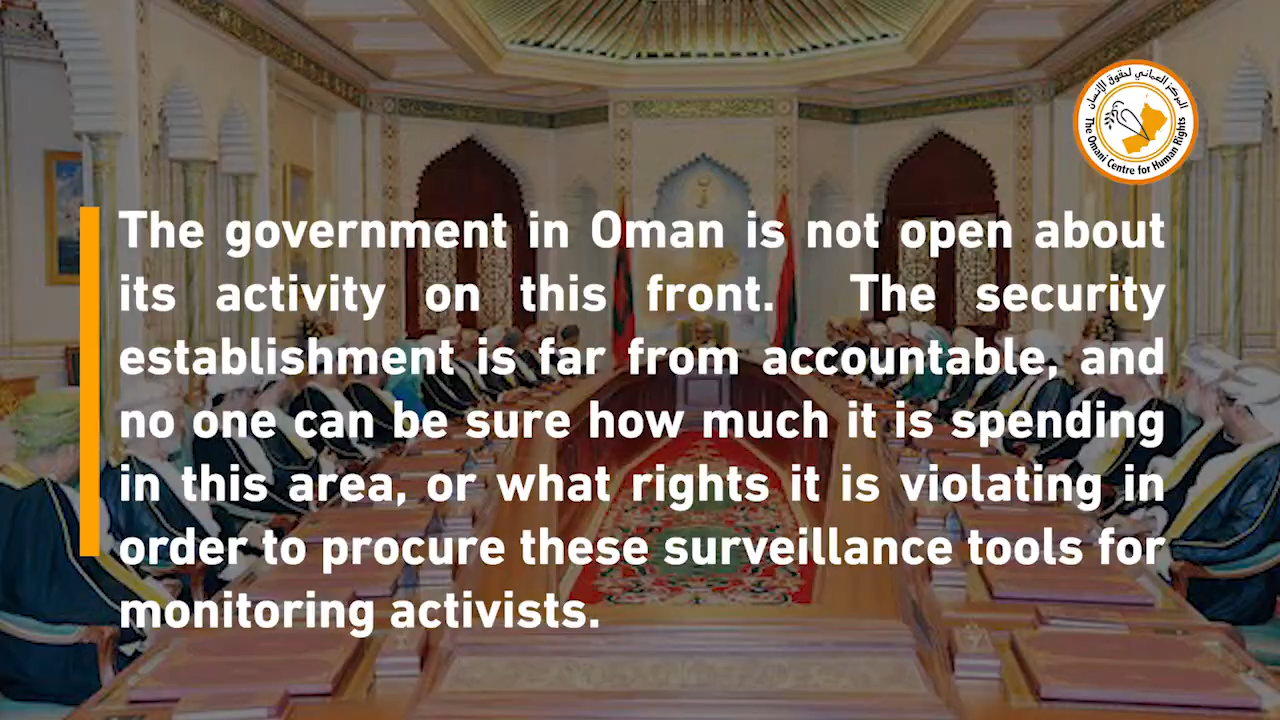 المركز العماني لحقوق الإنسان
The Omani Centre for Human Rights
The government in Oman is not open about
its activity on this front. The security
establishment is far from accountable, and
no one can be sure how much it is spending
in this area, or what rights it is violating in
order to procure these surveillance tools for
monitoring activists.